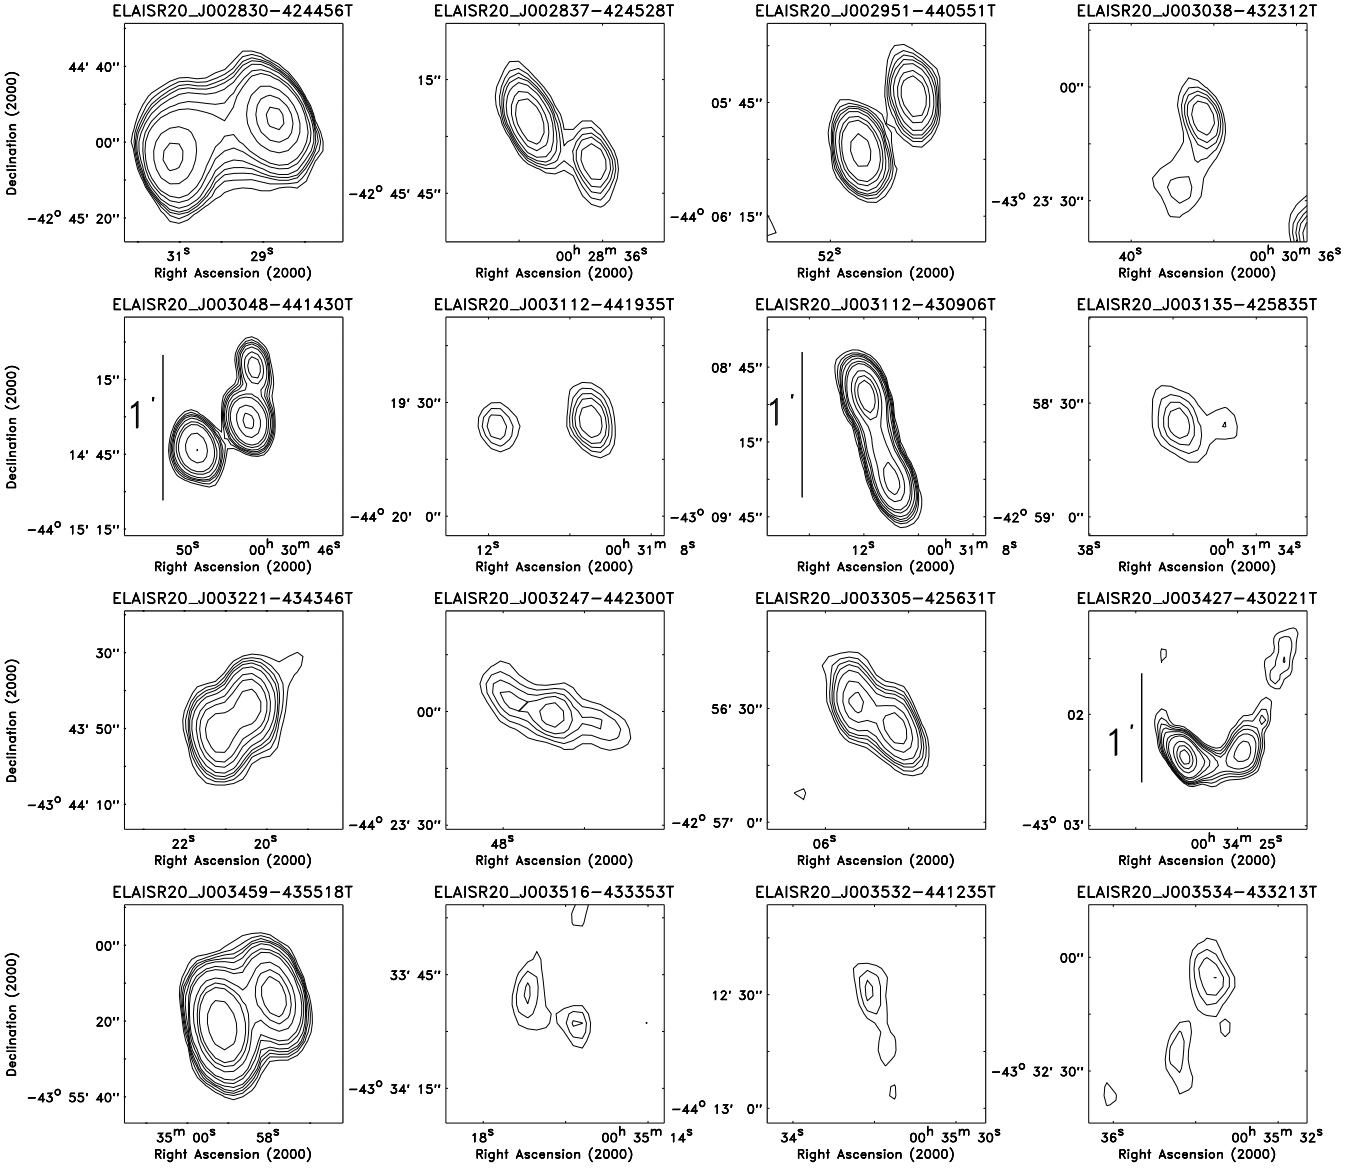 ELAISR20_J002830-424456T
ELAISR20_J002837-424528T
ELAISR20_J002951-440551T
ELAISR20_J003038-432312T
Declination (2000)
44' 40"
00"
-42° 45' 20"
31s 29s
Right Ascension (2000)
15"
-42° 45' 45"
00h 28m 36s
Right Ascension (2000)
05' 45"
-44° 06' 15"
52s
Right Ascension (2000)
00"
-43° 23' 30"
40s 00h 30m 36s
Right Ascension (2000)
ELAISR20_J003048-441430T
ELAISR20_J003112-441935T
ELAISR20_J003112-430906T
ELAISR20_J003135-425835T
Declination (2000)
15"
1'
14' 45"
-44° 15' 15"
50s 00h 30m 46s
Right Ascension (2000)
19' 30"
-44° 20' 0"
12s 00h 31m 8s
Right Ascension (2000)
08' 45"
1'
15"
-43° 09' 45"
12s 00h 31m 8s
Right Ascension (2000)
58' 30"
-42° 59' 0"
38s 00h 31m 34s
Right Ascension (2000)
ELAISR20_J003221-434346T
ELAISR20_J003247-442300T
ELAISR20_J003305-425631T
ELAISR20_J003427-430221T
Declination (2000)
30"
43' 50"
-43° 44' 10"
22s 20s
Right Ascension (2000)
00"
-44° 23' 30"
48s
Right Ascension (2000)
56' 30"
-42° 57' 0"
06s
Right Ascension (2000)
02
1'
-43° 03'
00h 34m 25s
Right Ascension (2000)
ELAISR20_J003459-435518T
ELAISR20_J003516-433353T
ELAISR20_J003532-441235T
ELAISR20_J003534-433213T
Declination (2000)
00"
20"
-43° 55' 40"
35m 00s 58s
Right Ascension (2000)
33' 45"
-43° 34' 15"
18s 00h 35m 14s
Right Ascension (2000)
12' 30"
-44° 13' 0"
34s 00h 35m 30s
Right Ascension (2000)
00"
-43° 32' 30"
36s 00h 35m 32s
Right Ascension (2000)